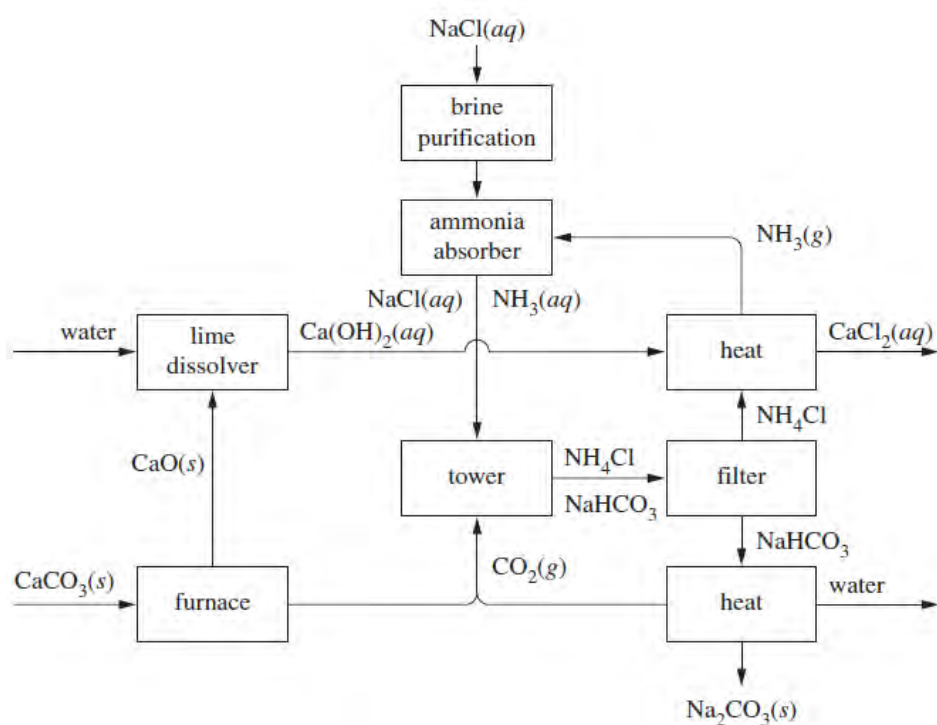 NaCl(aq)
brine
purification
ammonia
absorber
NH₃(g)
NaCl(aq) NH₃(aq)
water
lime
dissolver
Ca(OH)₂(aq)
heat
CaCl₂(aq)
NH₄Cl
CaO(s)
tower
NH₄Cl
NaHCO₃
filter
NaHCO₃
CaCO₃(s)
furnace
CO₂(g)
heat
water
Na₂CO₃(s)